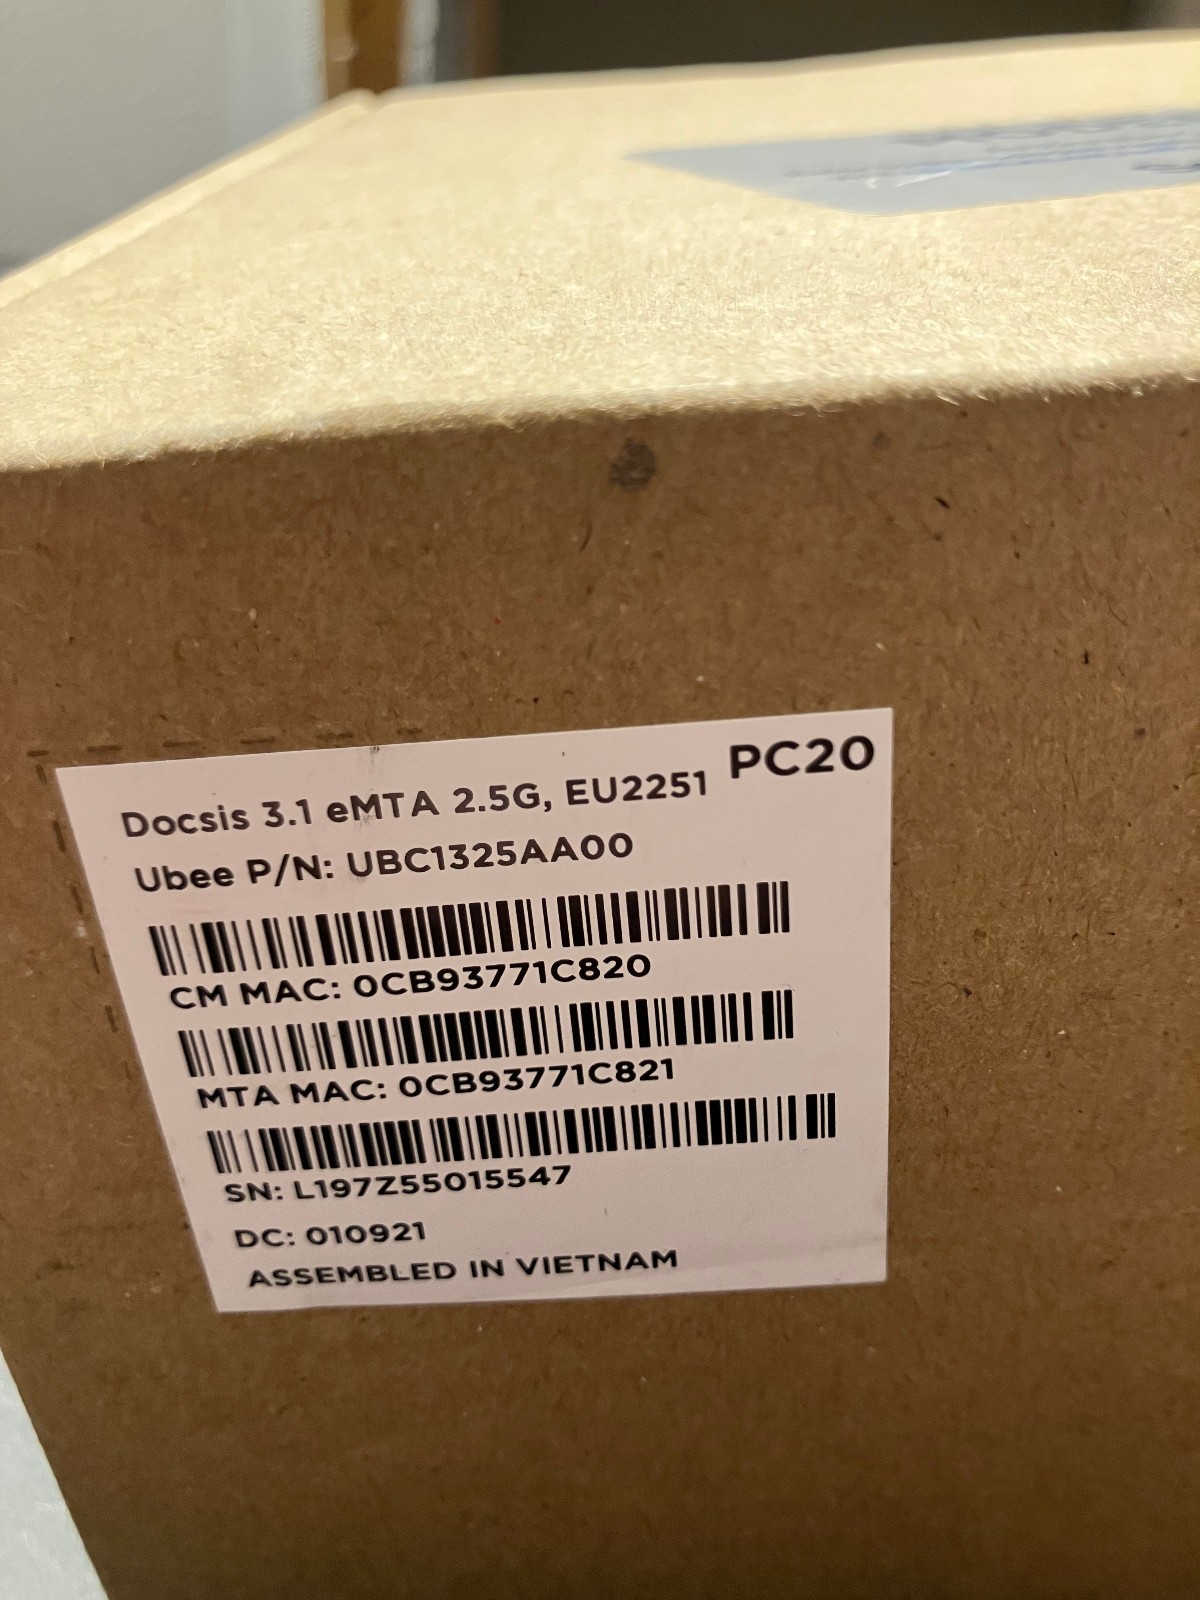 PC20
Docsis 3.1 eMTA 2.5G, EU2251
Ubee P/N: UBC1325AA00
CM MAC: 0CB93771C820
MTA MAC: 0CB93771C821
SN: L197Z55015547
DC: 010921
ASSEMBLED IN VIETNAM